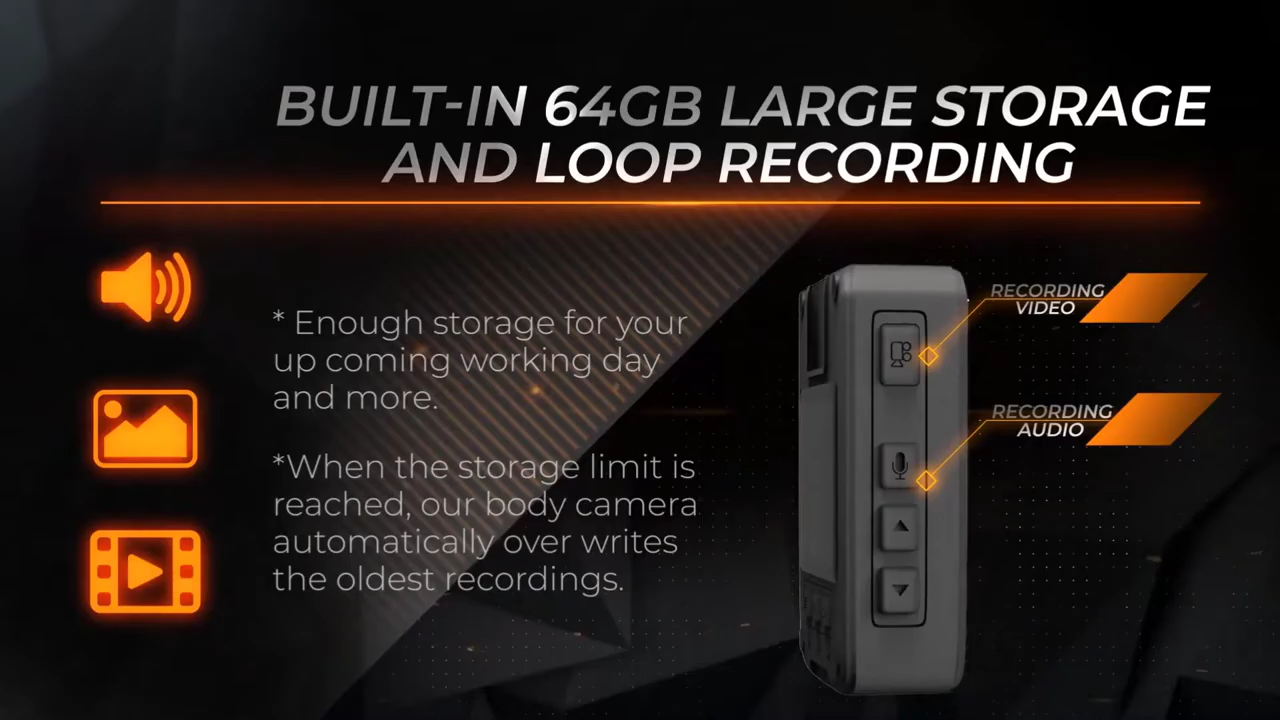 BUILT-IN 64GB LARGE STORAGE
AND LOOP RECORDING
* Enough storage for your
up coming working day
and more.
*When the storage limit is
reached, our body camera
automatically over writes
the oldest recordings.
RECORDING
VIDEO
RECORDING
AUDIO